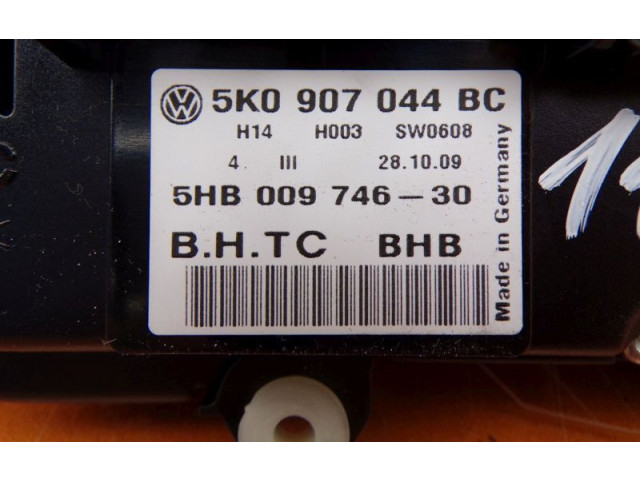 VW 5K0 907 044 BC
H14 H003 SW0608
4 III 28.10.09
5HB 009 746-30
B.H.TC BHB
Made in Germany